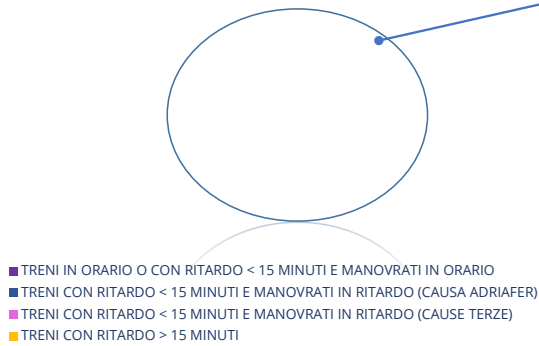 TRENI IN ORARIO O CON RITARDO < 15 MINUTI E MANOVRATI IN ORARIO
TRENI CON RITARDO < 15 MINUTI E MANOVRATI IN RITARDO (CAUSA ADRIAFER)
TRENI CON RITARDO < 15 MINUTI E MANOVRATI IN RITARDO (CAUSE TERZE)
TRENI CON RITARDO > 15 MINUTI